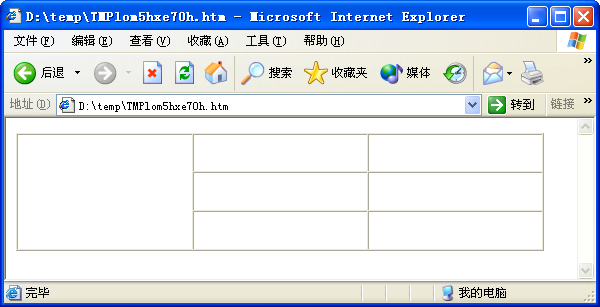 D:\temp\TMPlom5hxe70h.htm - Microsoft Internet Explorer
文件(F) 编辑(E) 查看(V) 收藏(A) 工具(T) 帮助(H)
后退 搜索 收藏夹 媒体 »
地址(D) D:\temp\TMPlom5hxe70h.htm 转到 链接 »
完毕 我的电脑